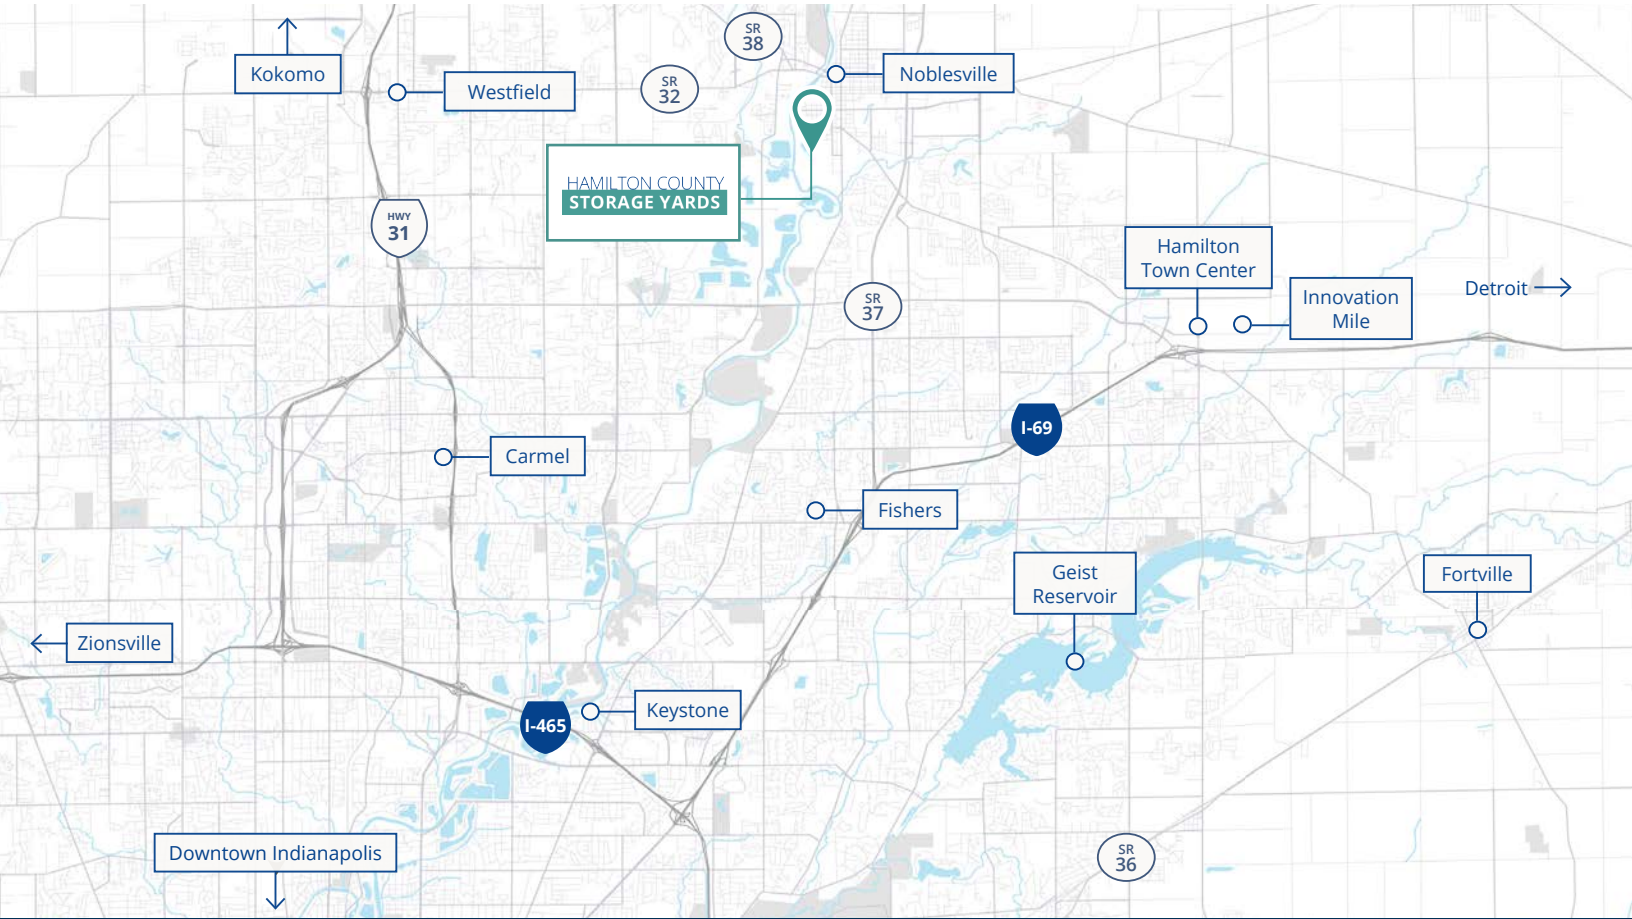 SR
38
Kokomo
Noblesville
Westfield
SR
32
HAMILTON COUNTY
STORAGE YARDS
HWY
31
Hamilton
Town Center
Detroit
Innovation
Mile
SR
37
I-69
Carmel
Fishers
Geist
Reservoir
Fortville
Zionsville
Keystone
I-465
Downtown Indianapolis
SR
36